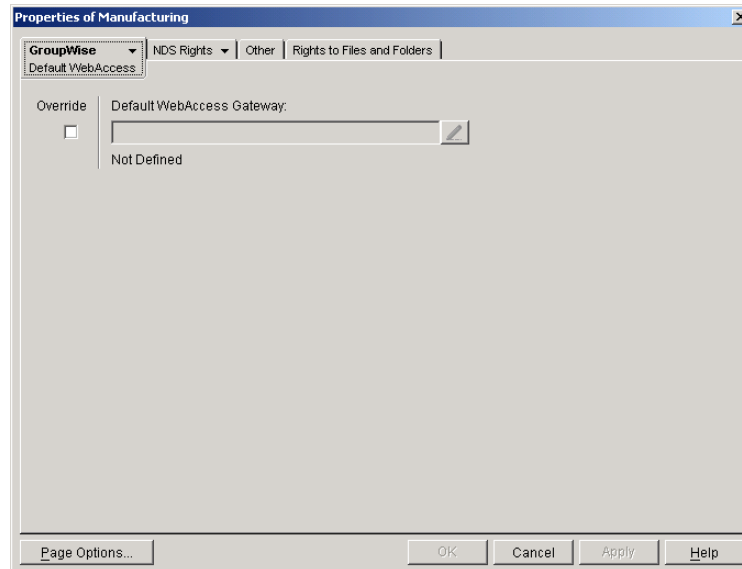 Properties of Manufacturing
GroupWise NDS Rights Other Rights to Files and Folders
Default WebAccess
Override Default WebAccess Gateway:
Not Defined
Page Options... OK Cancel Apply Help